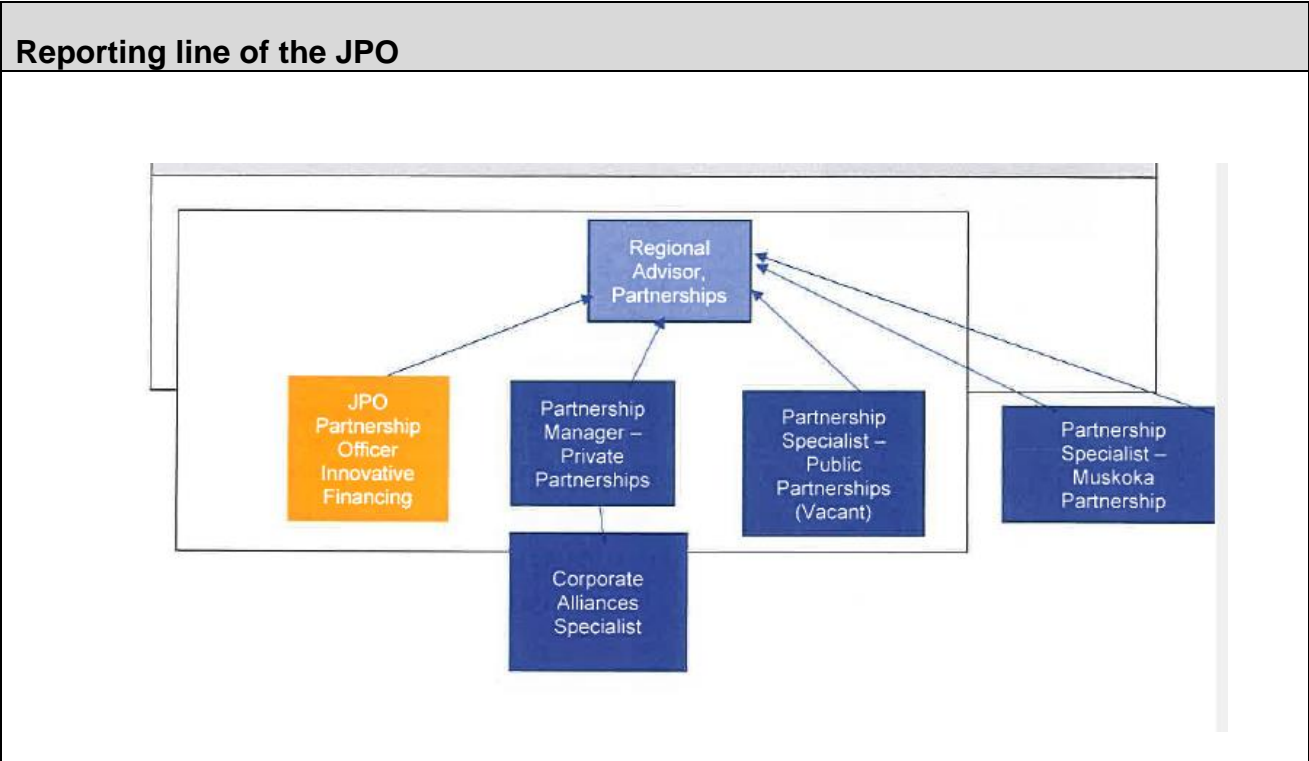 Reporting line of the JPO
Regional
Advisor,
Partnerships
JPO
Partnership
Officer
Innovative
Financing
Partnership
Manager –
Private
Partnerships
Partnership
Specialist –
Public
Partnerships
(Vacant)
Partnership
Specialist –
Muskoka
Partnership
Corporate
Alliances
Specialist